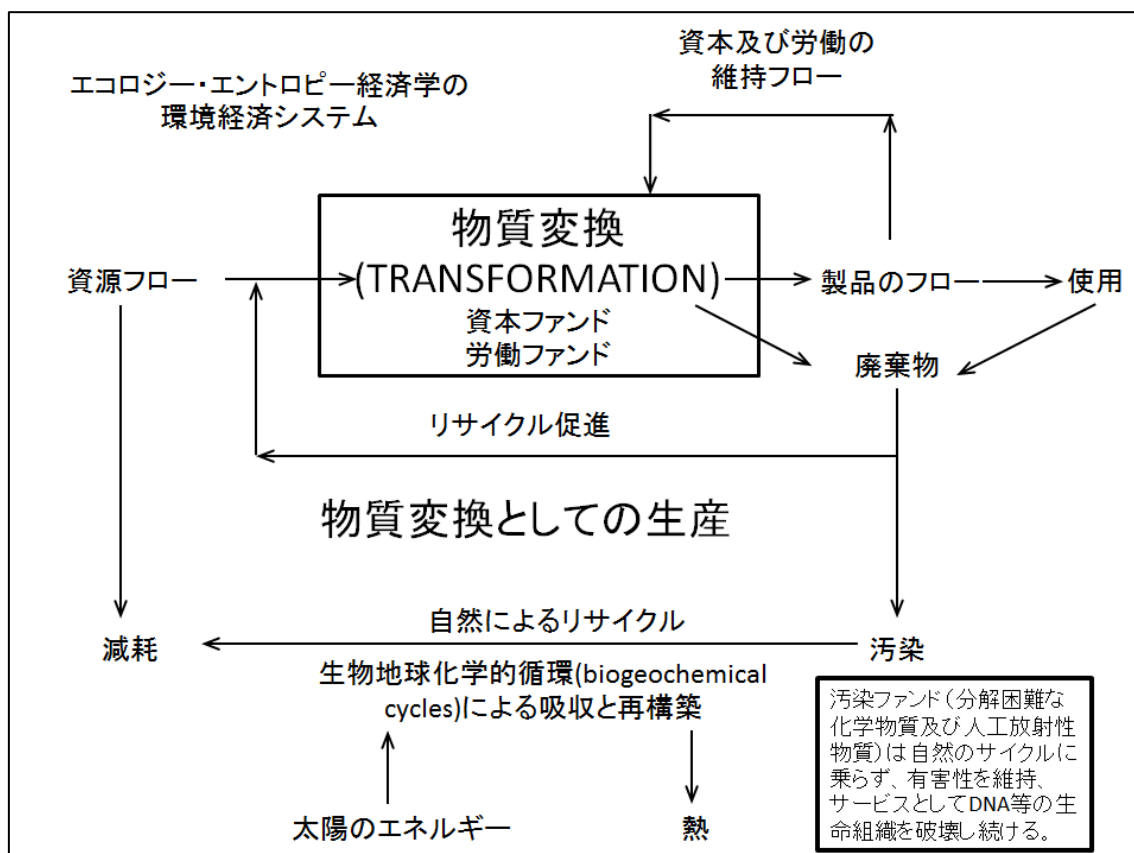 資本及び労働の
維持フロー
エコロジー・エントロピー経済学の
環境経済システム
物質変換
(TRANSFORMATION)
資本ファンド
労働ファンド
資源フロー
製品のフロー
使用
廃棄物
リサイクル促進
物質変換としての生産
自然によるリサイクル
減耗
汚染
生物地球化学的循環(biogeochemical
cycles)による吸収と再構築
汚染ファンド(分解困難な
化学物質及び人工放射性
物質)は自然のサイクルに
乗らず、有害性を維持、
サービスとしてDNA等の生
命組織を破壊し続ける。
太陽のエネルギー
熱